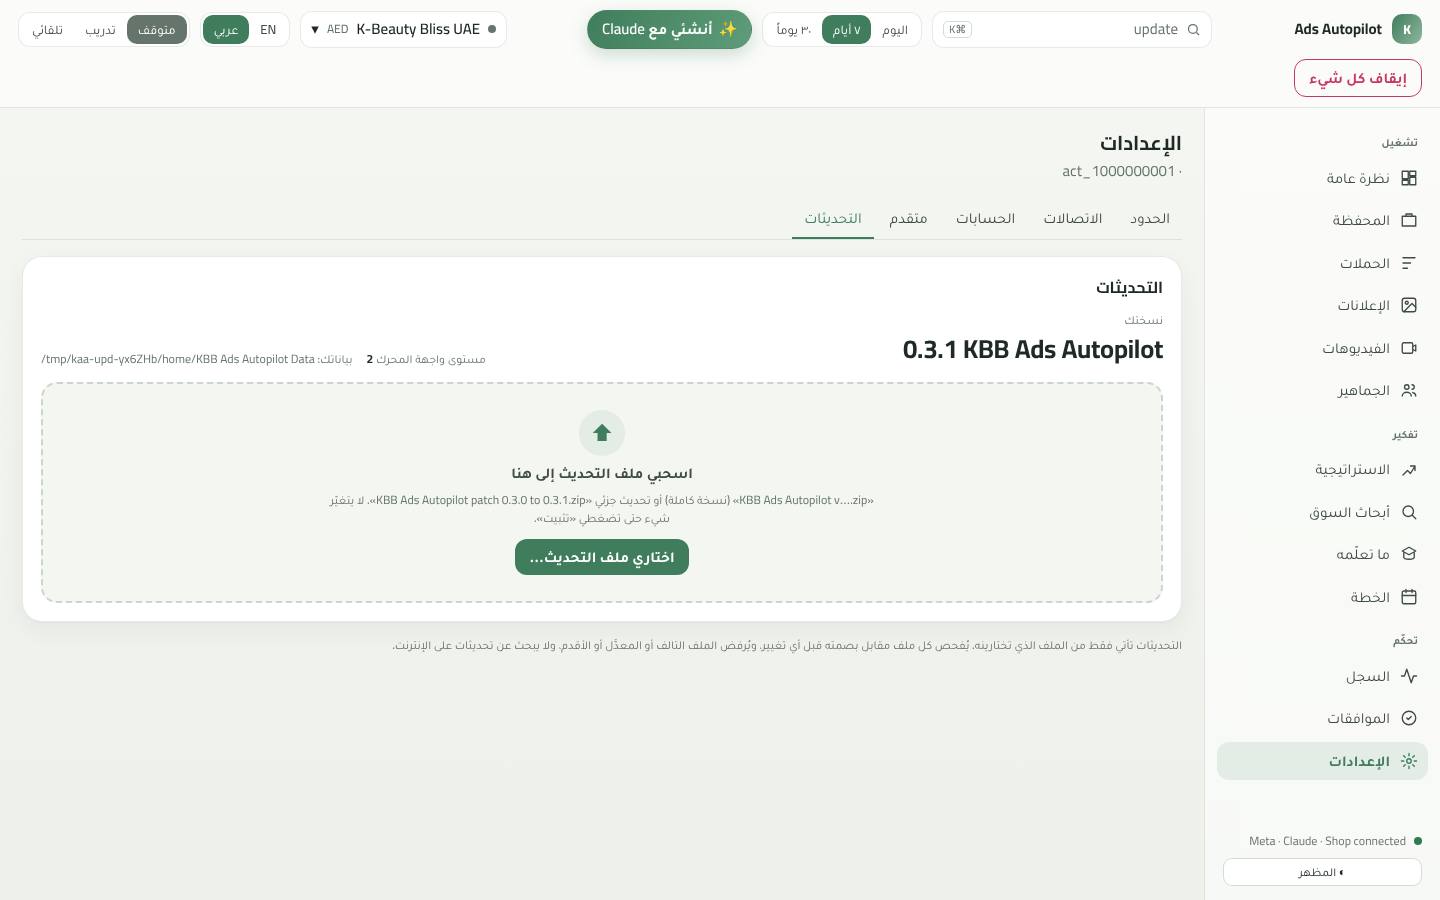 K Ads Autopilot
update ⌘K
اليوم ٧ أيام ٣٠ يوماً
✨ أنشئي مع Claude
K-Beauty Bliss UAE AED ▼
EN عربي
متوقف تدريب تلقائي
إيقاف كل شيء
تشغيل
نظرة عامة
المحفظة
الحملات
الإعلانات
الفيديوهات
الجماهير
تفكير
الاستراتيجية
أبحاث السوق
ما تعلّمه
الخطة
تحكّم
السجل
الموافقات
الإعدادات
Meta · Claude · Shop connected
المظهر
الإعدادات
· act_1000000001
الحدود الاتصالات الحسابات متقدم التحديثات
التحديثات
نسختك
0.3.1 KBB Ads Autopilot
مستوى واجهة المحرك 2 بياناتك: /tmp/kaa-upd-yx6ZHb/home/KBB Ads Autopilot Data
اسحبي ملف التحديث إلى هنا
«KBB Ads Autopilot v….zip» (نسخة كاملة) أو تحديث جزئي «KBB Ads Autopilot patch 0.3.0 to 0.3.1.zip». لا يتغيّر
شيء حتى تضغطي «تثبيت».
اختاري ملف التحديث…
التحديثات تأتي فقط من الملف الذي تختارينه. يُفحص كل ملف مقابل بصمته قبل أي تغيير، ويُرفض الملف التالف أو المعدَّل أو الأقدم. ولا يبحث عن تحديثات على الإنترنت.